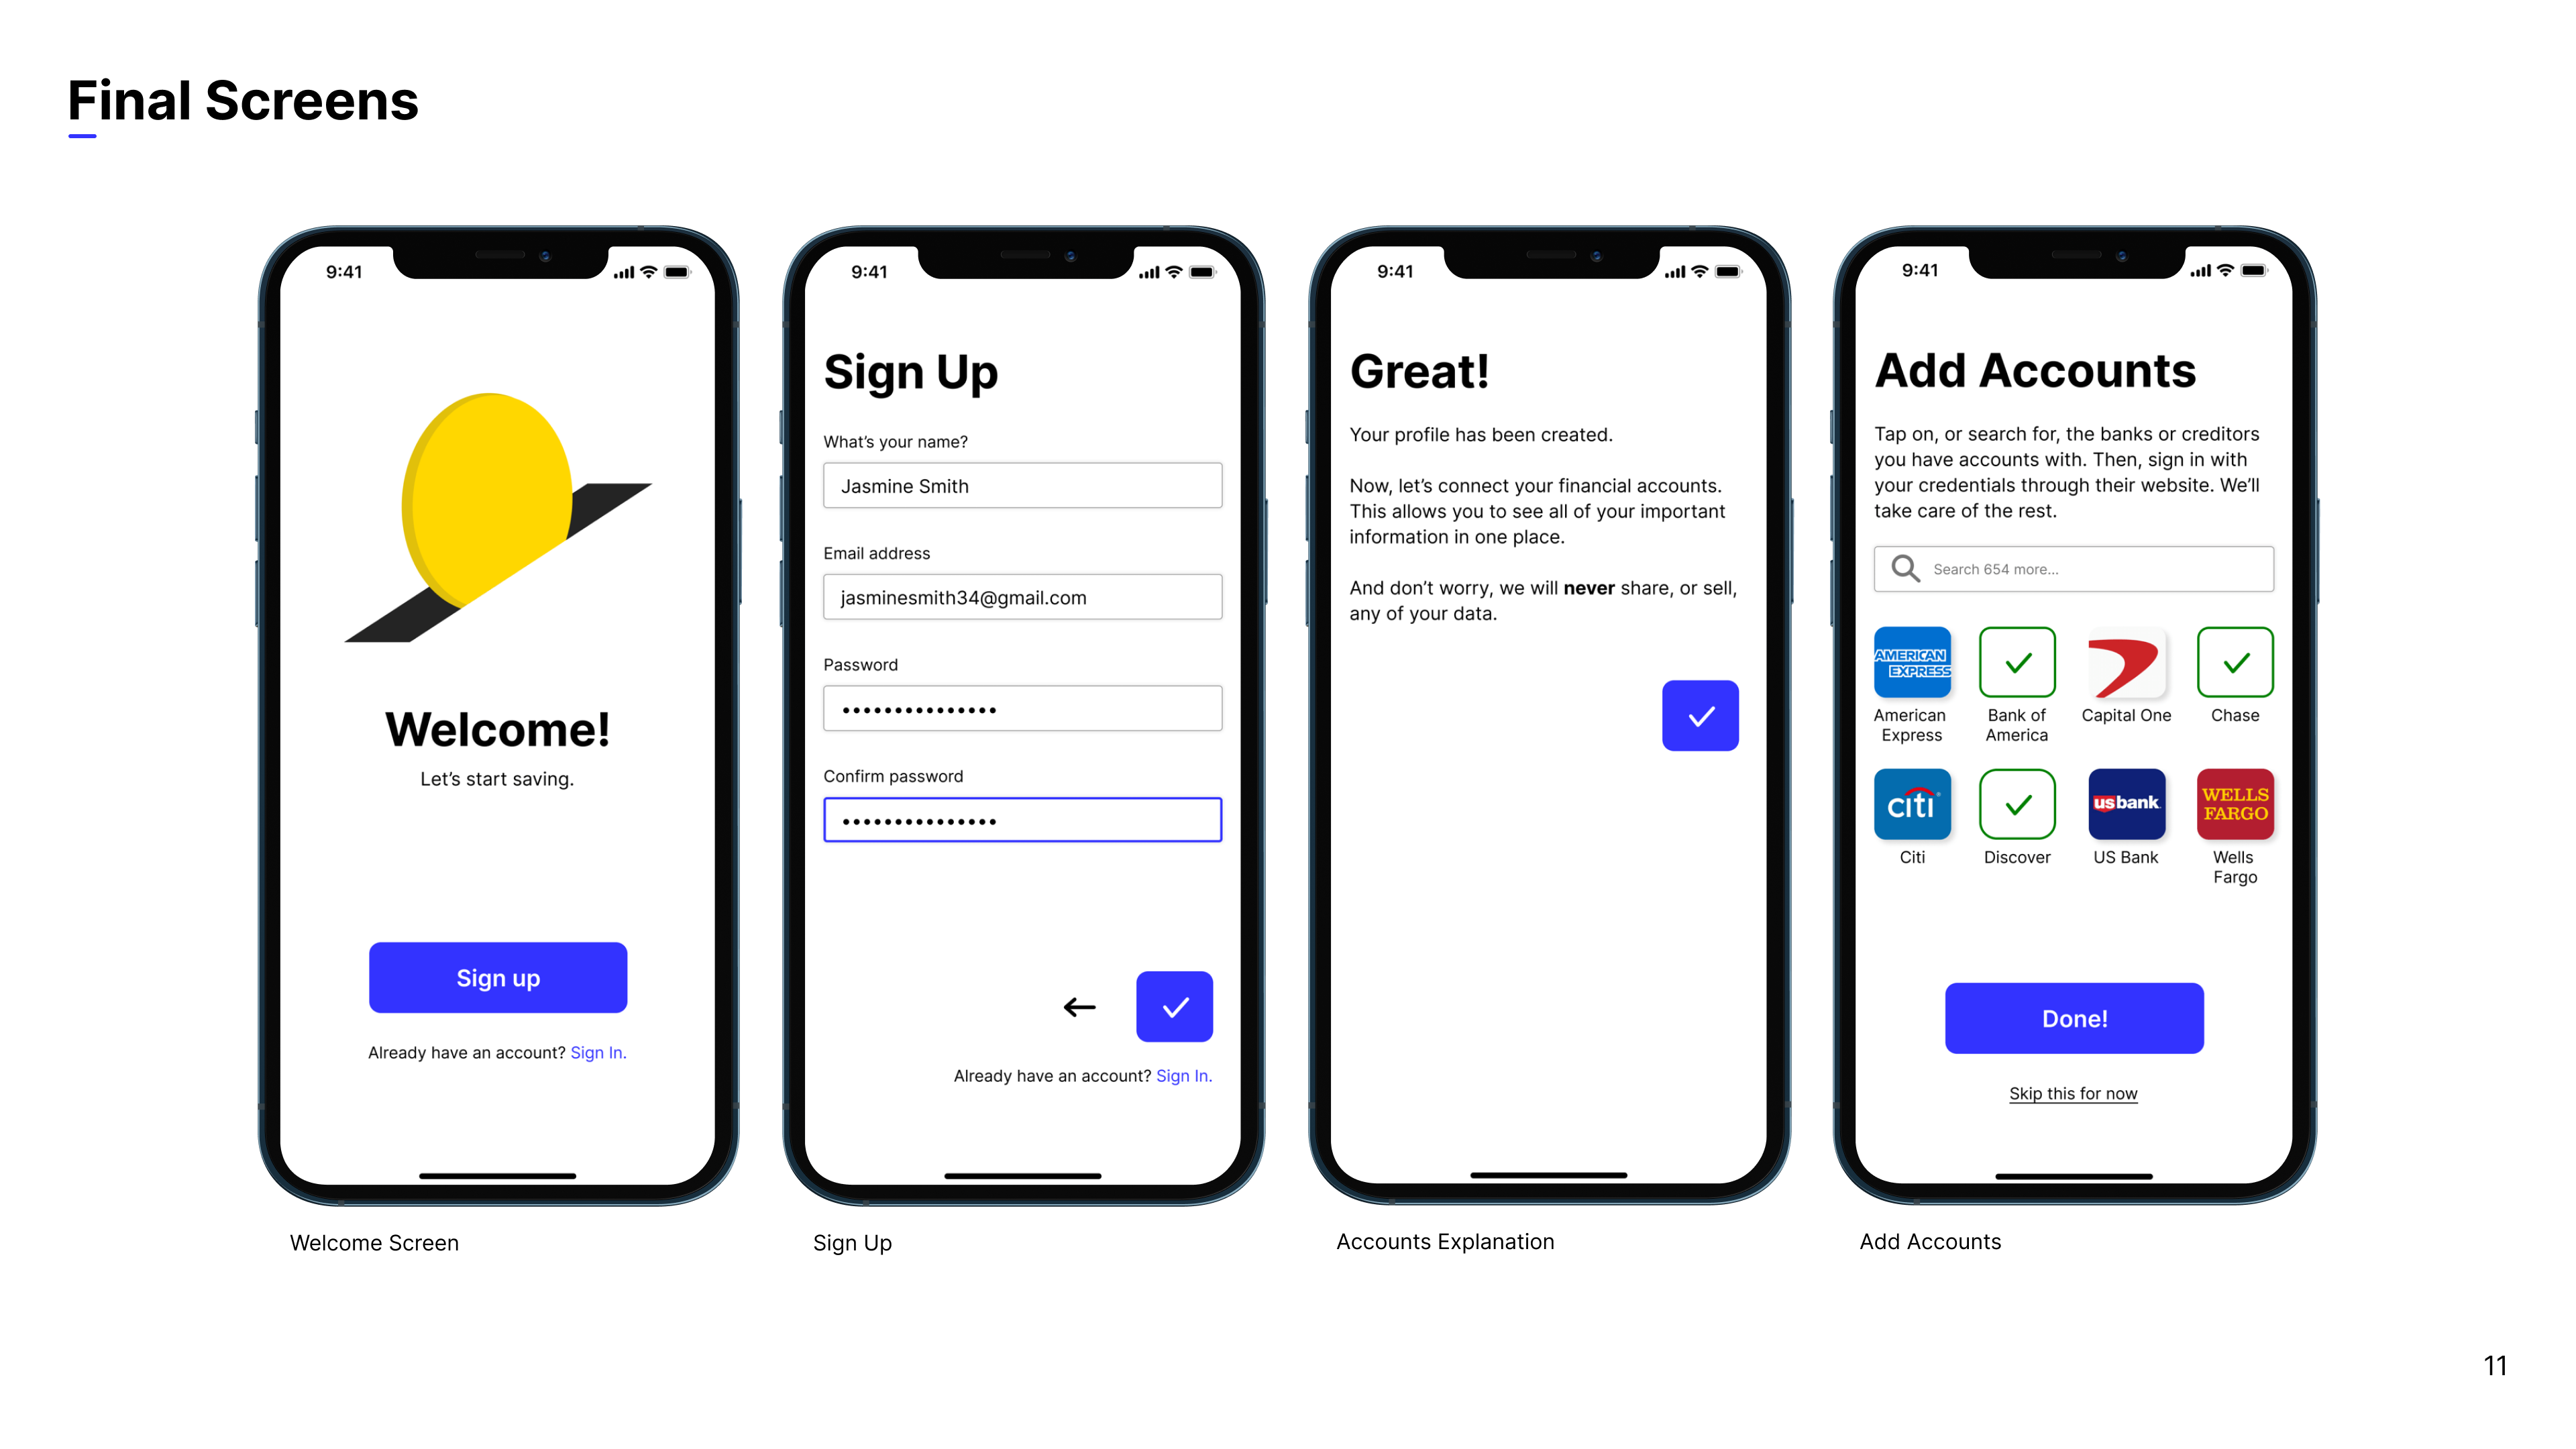 Final Screens
9:41
Welcome!
Let's start saving.
Sign up
Already have an account? Sign In.
Welcome Screen
9:41
Sign Up
What's your name?
Jasmine Smith
Email address
jasminesmith34@gmail.com
Password
•••••••••••••••
Confirm password
•••••••••••••••
Already have an account? Sign In.
Sign Up
9:41
Great!
Your profile has been created.
Now, let's connect your financial accounts.
This allows you to see all of your important
information in one place.
And don't worry, we will never share, or sell,
any of your data.
Accounts Explanation
9:41
Add Accounts
Tap on, or search for, the banks or creditors
you have accounts with. Then, sign in with
your credentials through their website. We'll
take care of the rest.
Search 654 more...
AMERICAN
EXPRESS
American
Express
Bank of
America
Capital One
Chase
citi
Citi
Discover
usbank
US Bank
WELLS
FARGO
Wells
Fargo
Done!
Skip this for now
Add Accounts
11